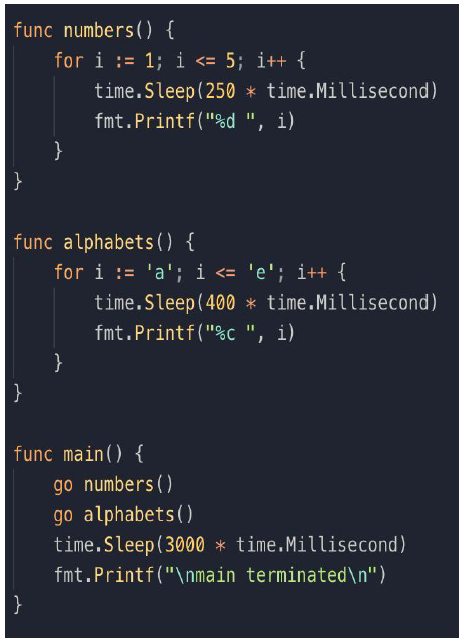 func numbers() {
    for i := 1; i <= 5; i++ {
        time.Sleep(250 * time.Millisecond)
        fmt.Printf("%d ", i)
    }
}

func alphabets() {
    for i := 'a'; i <= 'e'; i++ {
        time.Sleep(400 * time.Millisecond)
        fmt.Printf("%c ", i)
    }
}

func main() {
    go numbers()
    go alphabets()
    time.Sleep(3000 * time.Millisecond)
    fmt.Printf("\nmain terminated\n")
}